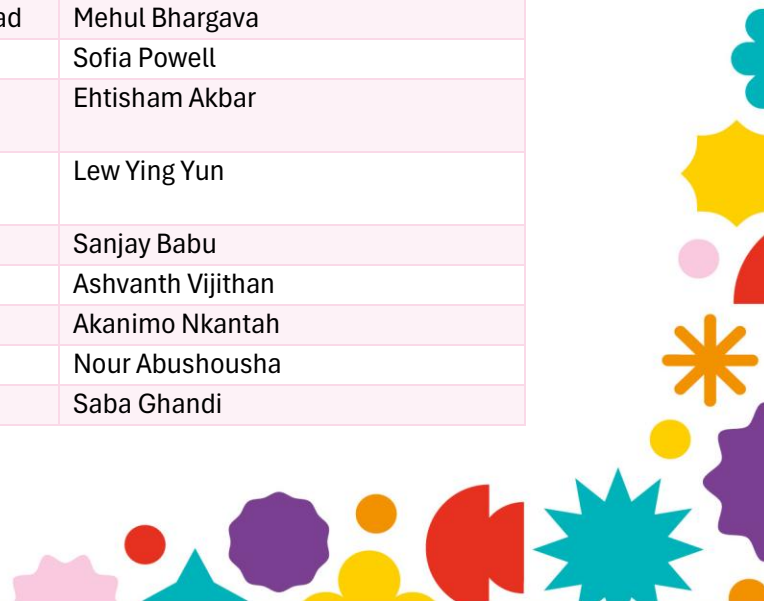 ad Mehul Bhargava
Sofia Powell
Ehtisham Akbar
Lew Ying Yun
Sanjay Babu
Ashvanth Vijithan
Akanimo Nkantah
Nour Abushousha
Saba Ghandi